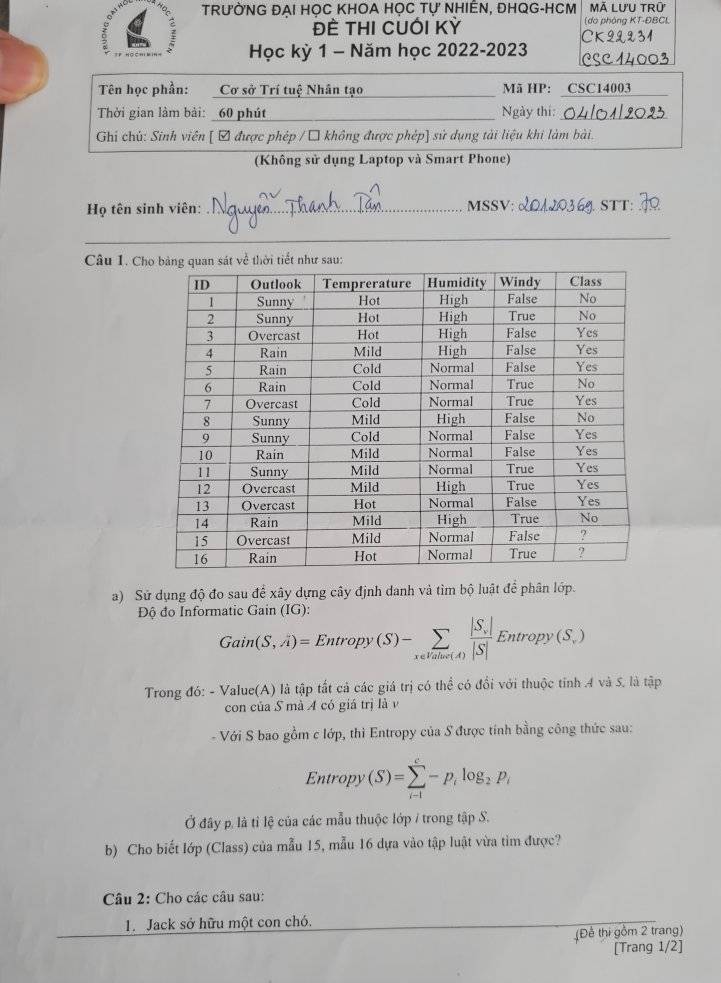 TRƯỜNG ĐẠI HỌC KHOA HỌC TỰ NHIÊN, ĐHQG-HCM
ĐỀ THI CUỐI KỲ
Học kỳ 1 – Năm học 2022-2023
MÃ LƯU TRỮ
(do phòng KT-ĐBCL
CK22231
CSC14003
TP HOCHIMINH
Tên học phần: Cơ sở Trí tuệ Nhân tạo Mã HP: CSC14003
Thời gian làm bài: 60 phút Ngày thi: 04/01/2023
Ghi chú: Sinh viên [ ☑ được phép / ☐ không được phép] sử dụng tài liệu khi làm bài.
(Không sử dụng Laptop và Smart Phone)
Họ tên sinh viên: Nguyễn Thanh Tấn MSSV: 20120369 STT: 70
Câu 1. Cho bảng quan sát về thời tiết như sau:
ID Outlook Temprerature Humidity Windy Class
1 Sunny Hot High False No
2 Sunny Hot High True No
3 Overcast Hot High False Yes
4 Rain Mild High False Yes
5 Rain Cold Normal False Yes
6 Rain Cold Normal True No
7 Overcast Cold Normal True Yes
8 Sunny Mild High False No
9 Sunny Cold Normal False Yes
10 Rain Mild Normal False Yes
11 Sunny Mild Normal True Yes
12 Overcast Mild High True Yes
13 Overcast Hot Normal False Yes
14 Rain Mild High True No
15 Overcast Mild Normal False ?
16 Rain Hot Normal True ?
a) Sử dụng độ đo sau để xây dựng cây định danh và tìm bộ luật để phân lớp.
Độ đo Informatic Gain (IG):
Gain(S, A) = Entropy (S) − ∑ x∈Value(A) |Sv|/|S| Entropy (Sv)
Trong đó: - Value(A) là tập tất cả các giá trị có thể có đối với thuộc tính A và Sv là tập
con của S mà A có giá trị là v
- Với S bao gồm c lớp, thì Entropy của S được tính bằng công thức sau:
Entropy (S) = ∑ i=1 c − pi log2 pi
Ở đây pi là tỉ lệ của các mẫu thuộc lớp i trong tập S.
b) Cho biết lớp (Class) của mẫu 15, mẫu 16 dựa vào tập luật vừa tìm được?
Câu 2: Cho các câu sau:
1. Jack sở hữu một con chó.
(Đề thi gồm 2 trang)
[Trang 1/2]